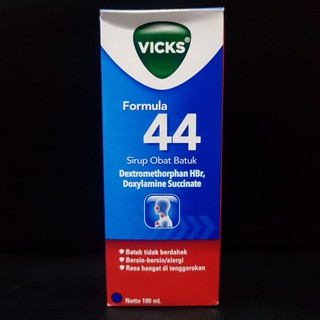 VICKS®
Formula
44
Sirup Obat Batuk
Dextromethorphan HBr,
Doxylamine Succinate
• Batuk tidak berdahak
• Bersin-bersin/alergi
• Rasa hangat di tenggorokan
Netto 100 mL